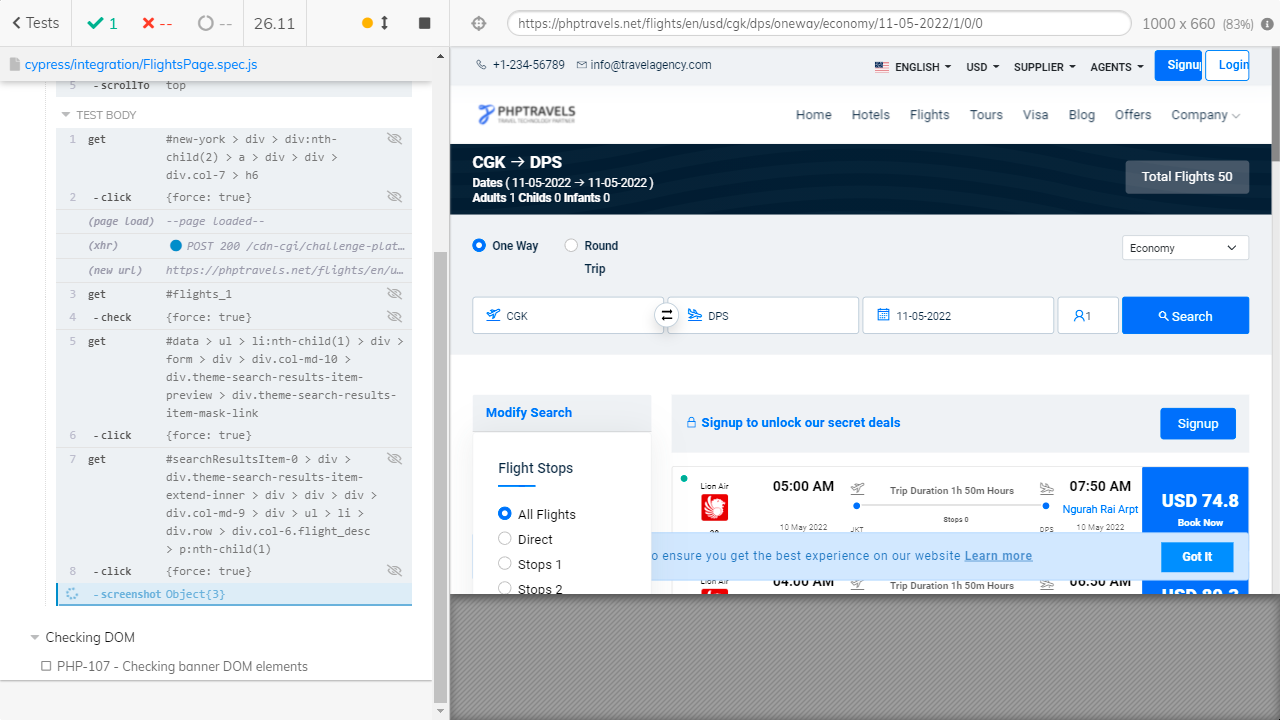 Tests
1
--
--
26.11
https://phptravels.net/flights/en/usd/cgk/dps/oneway/economy/11-05-2022/1/0/0
1000 x 660 (83%)
cypress/integration/FlightsPage.spec.js
5 - scrollTo top
TEST BODY
1 get #new-york > div > div:nth-
child(2) > a > div > div >
div.col-7 > h6
2 - click {force: true}
(page load) --page loaded--
(xhr) POST 200 /cdn-cgi/challenge-plat...
(new url) https://phptravels.net/flights/en/u...
3 get #flights_1
4 - check {force: true}
5 get #data > ul > li:nth-child(1) > div >
form > div > div.col-md-10 >
div.theme-search-results-item-
preview > div.theme-search-results-
item-mask-link
6 - click {force: true}
7 get #searchResultsItem-0 > div >
div.theme-search-results-item-
extend-inner > div > div > div >
div.col-md-9 > div > ul > li >
div.row > div.col-6.flight_desc
> p:nth-child(1)
8 - click {force: true}
- screenshot Object{3}
Checking DOM
PHP-107 - Checking banner DOM elements
+1-234-56789 info@travelagency.com
ENGLISH USD SUPPLIER AGENTS Signup Login
PHPTRAVELS
TRAVEL TECHNOLOGY PARTNER
Home Hotels Flights Tours Visa Blog Offers Company
CGK → DPS
Dates ( 11-05-2022 → 11-05-2022 )
Adults 1 Childs 0 Infants 0
Total Flights 50
One Way Round
Trip
Economy
CGK DPS 11-05-2022 1 Search
Modify Search
Flight Stops
All Flights
Direct
Stops 1
Stops 2
Signup to unlock our secret deals Signup
Lion Air 05:00 AM Trip Duration 1h 50m Hours 07:50 AM
Ngurah Rai Arpt
Stops 0
10 May 2022 JKT DPS 10 May 2022
USD 74.8
Book Now
o ensure you get the best experience on our website Learn more Got It
Lion Air 04:00 AM Trip Duration 1h 50m Hours 06:50 AM